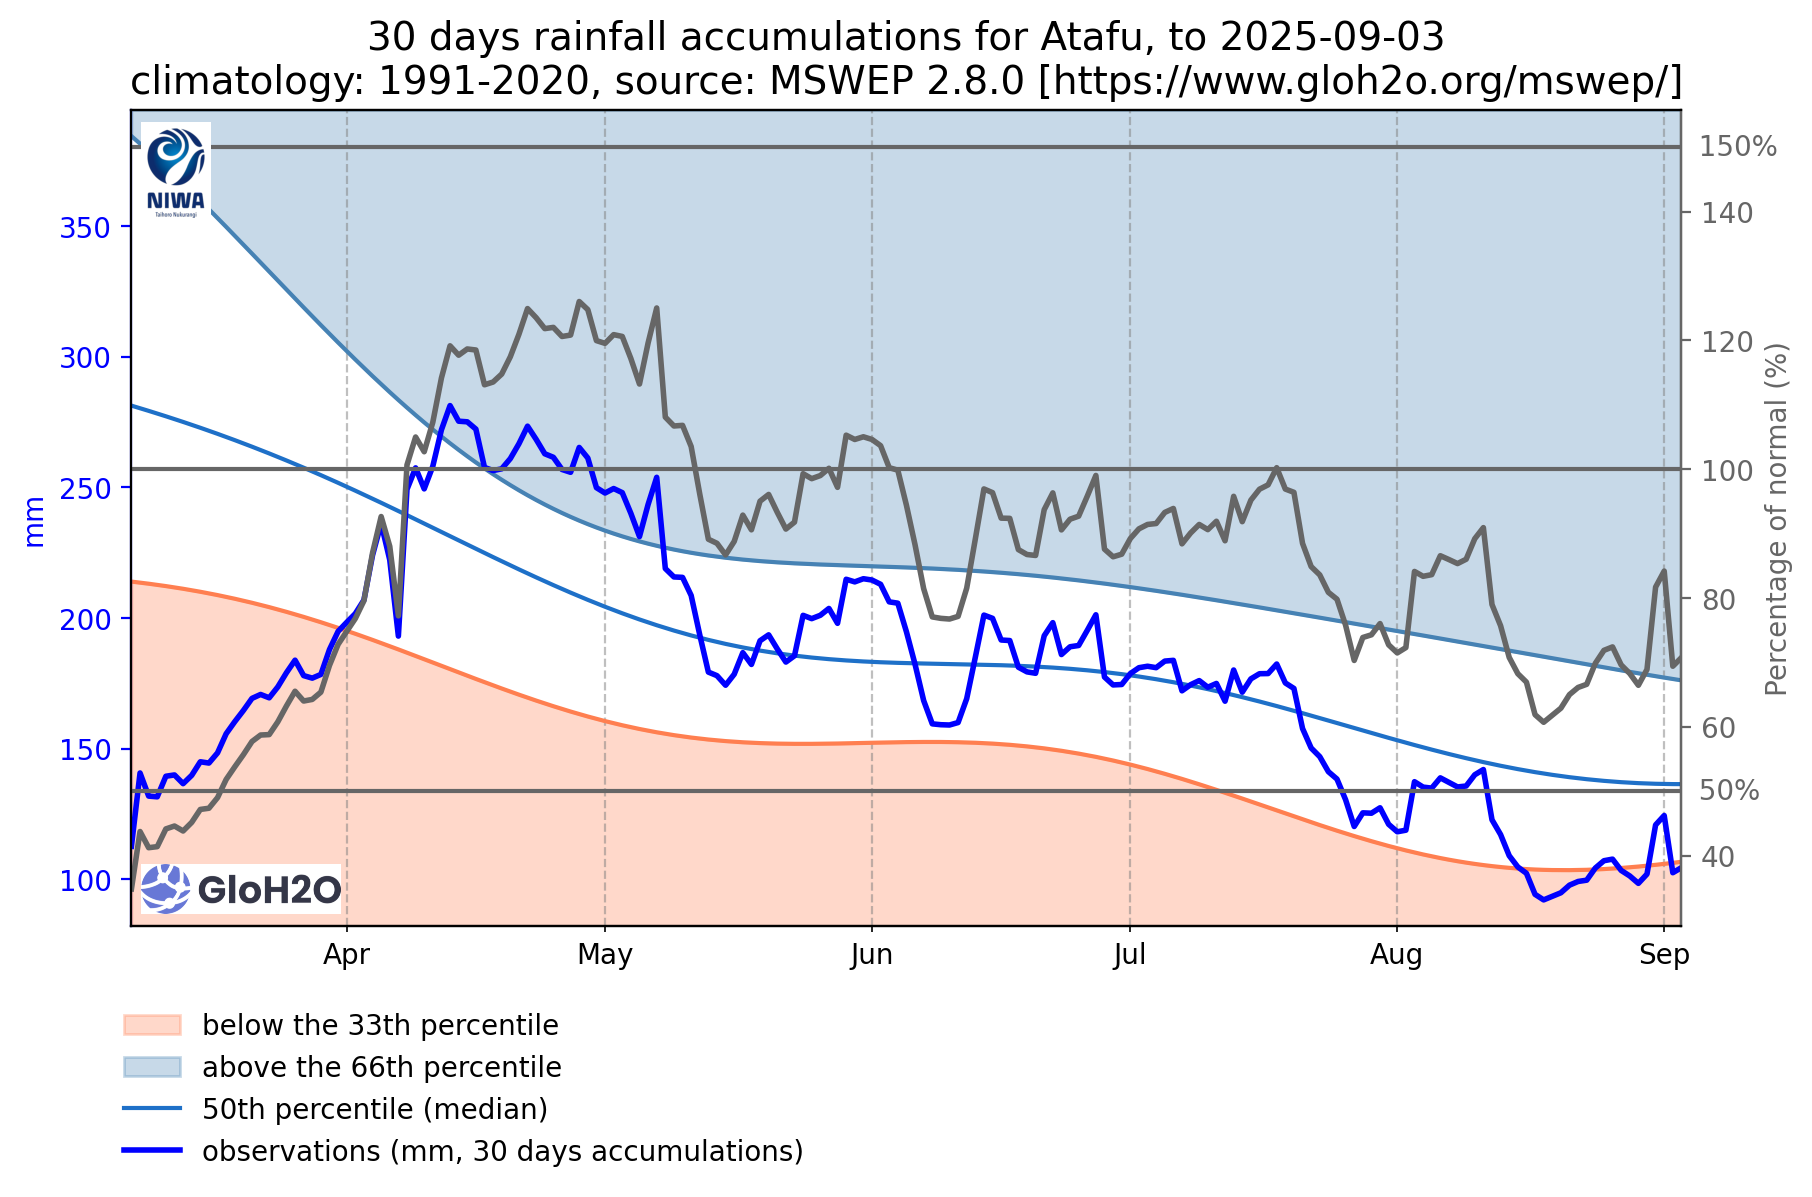 30 days rainfall accumulations for Atafu, to 2025-09-03
climatology: 1991-2020, source: MSWEP 2.8.0 [https://www.gloh2o.org/mswep/]
NIWA
Taihoro Nukurangi
mm
350
300
250
200
150
100
150%
140
120
100
80
60
50%
40
Percentage of normal (%)
GloH2O
Apr May Jun Jul Aug Sep
below the 33th percentile
above the 66th percentile
50th percentile (median)
observations (mm, 30 days accumulations)